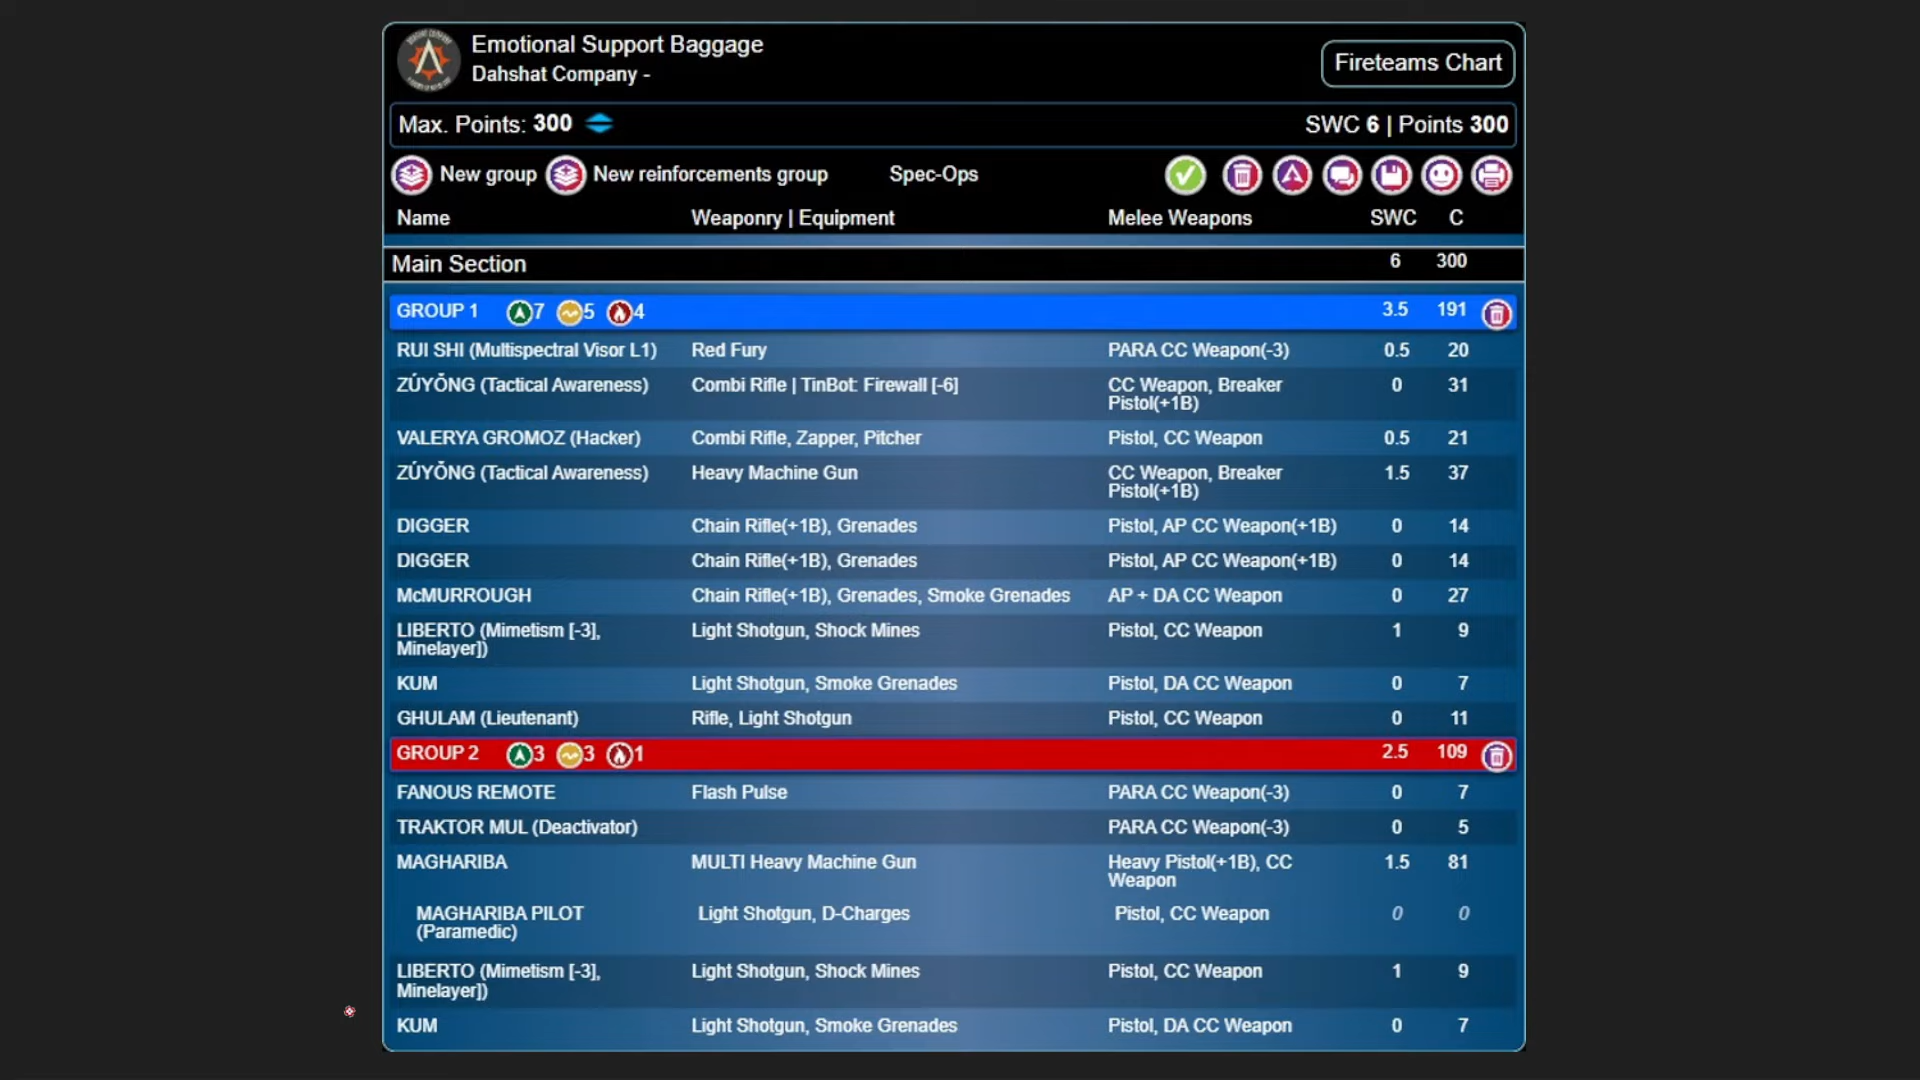 Emotional Support Baggage
Dahshat Company -
Fireteams Chart
Max. Points: 300
SWC 6 | Points 300
New group
New reinforcements group
Spec-Ops
Name Weaponry | Equipment Melee Weapons SWC C
Main Section 6 300
GROUP 1 7 5 4 3.5 191
RUI SHI (Multispectral Visor L1) Red Fury PARA CC Weapon(-3) 0.5 20
ZÚYǑNG (Tactical Awareness) Combi Rifle | TinBot: Firewall [-6] CC Weapon, Breaker 0 31
Pistol(+1B)
VALERYA GROMOZ (Hacker) Combi Rifle, Zapper, Pitcher Pistol, CC Weapon 0.5 21
ZÚYǑNG (Tactical Awareness) Heavy Machine Gun CC Weapon, Breaker 1.5 37
Pistol(+1B)
DIGGER Chain Rifle(+1B), Grenades Pistol, AP CC Weapon(+1B) 0 14
DIGGER Chain Rifle(+1B), Grenades Pistol, AP CC Weapon(+1B) 0 14
McMURROUGH Chain Rifle(+1B), Grenades, Smoke Grenades AP + DA CC Weapon 0 27
LIBERTO (Mimetism [-3], Light Shotgun, Shock Mines Pistol, CC Weapon 1 9
Minelayer])
KUM Light Shotgun, Smoke Grenades Pistol, DA CC Weapon 0 7
GHULAM (Lieutenant) Rifle, Light Shotgun Pistol, CC Weapon 0 11
GROUP 2 3 3 1 2.5 109
FANOUS REMOTE Flash Pulse PARA CC Weapon(-3) 0 7
TRAKTOR MUL (Deactivator) PARA CC Weapon(-3) 0 5
MAGHARIBA MULTI Heavy Machine Gun Heavy Pistol(+1B), CC 1.5 81
Weapon
MAGHARIBA PILOT Light Shotgun, D-Charges Pistol, CC Weapon 0 0
(Paramedic)
LIBERTO (Mimetism [-3], Light Shotgun, Shock Mines Pistol, CC Weapon 1 9
Minelayer])
KUM Light Shotgun, Smoke Grenades Pistol, DA CC Weapon 0 7